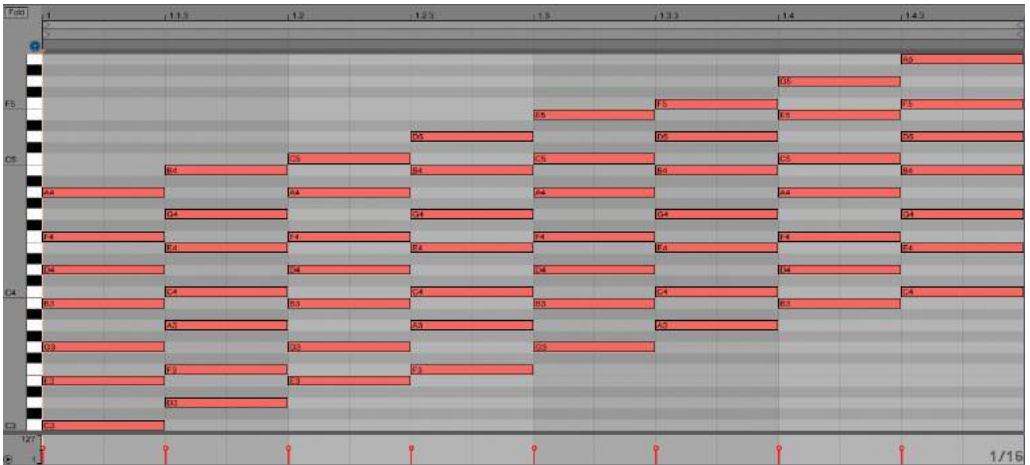 Fold 1 1.1.3 1.2 1.2.3 1.3 1.3.3 1.4 1.4.3
A5
G5
F5 F5 F5
E5 E5
D5 D5 D5
C5 C5 C5 C5
B4 B4 B4 B4
A4 A4 A4 A4
G4 G4 G4 G4
F4 F4 F4 F4
E4 E4 E4 E4
D4 D4 D4 D4
C4 C4 C4 C4 C4
B3 B3 B3 B3
A3 A3 A3
G3 G3 G3
F3 F3
E3 E3
D3
C3 C3
127
1
1/16